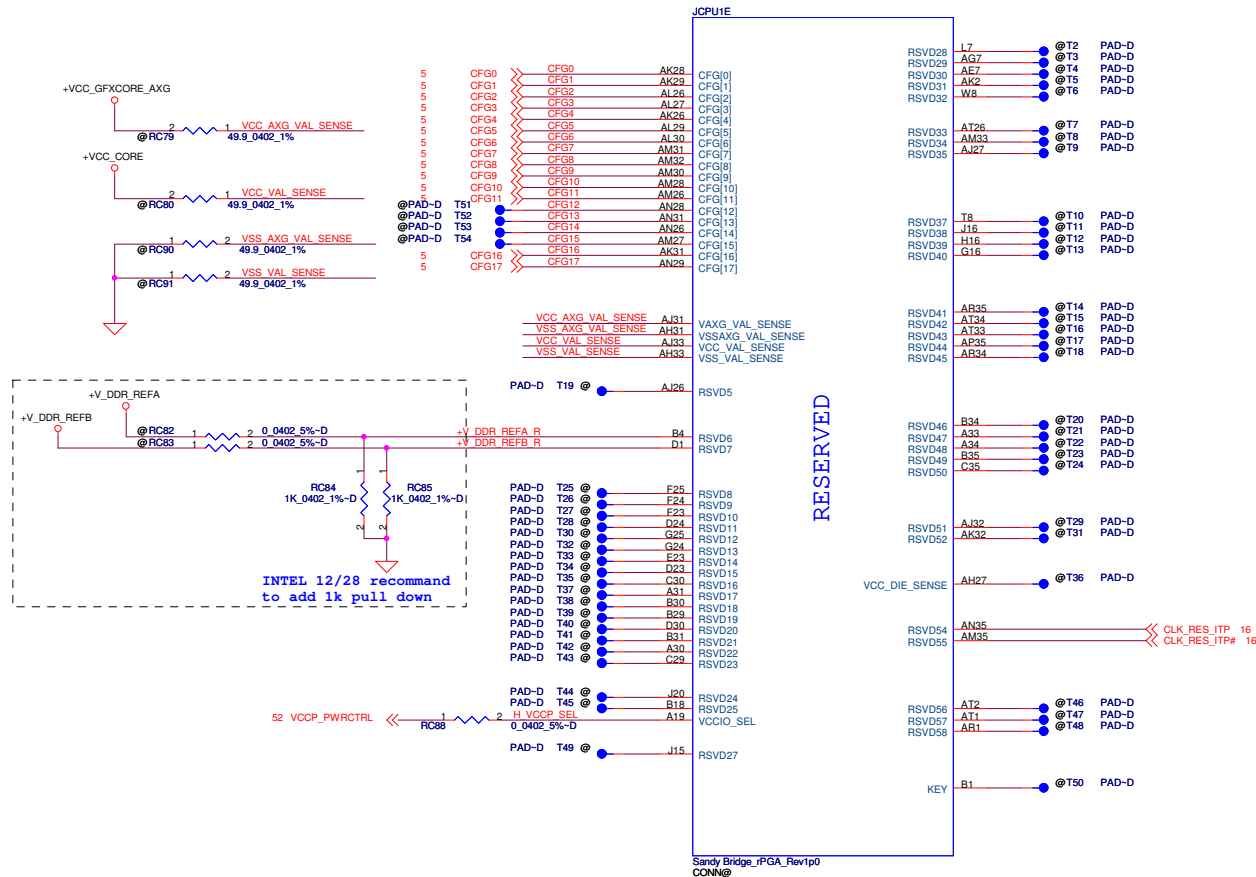 JCPU1E
+VCC_GFXCORE_AXG
2 1 VCC_AXG_VAL_SENSE
@RC79 49.9_0402_1%
+VCC_CORE
2 1 VCC_VAL_SENSE
@RC80 49.9_0402_1%
1 2 VSS_AXG_VAL_SENSE
@RC90 49.9_0402_1%
1 2 VSS_VAL_SENSE
@RC91 49.9_0402_1%
5 CFG0 CFG0 AK28 CFG[0]
5 CFG1 CFG1 AK29 CFG[1]
5 CFG2 CFG2 AL26 CFG[2]
5 CFG3 CFG3 AL27 CFG[3]
5 CFG4 CFG4 AK26 CFG[4]
5 CFG5 CFG5 AL29 CFG[5]
5 CFG6 CFG6 AL30 CFG[6]
5 CFG7 CFG7 AM31 CFG[7]
5 CFG8 CFG8 AM32 CFG[8]
5 CFG9 CFG9 AM30 CFG[9]
5 CFG10 CFG10 AM28 CFG[10]
5 CFG11 CFG11 AM26 CFG[11]
@PAD~D T51 CFG12 AN28 CFG[12]
@PAD~D T52 CFG13 AN31 CFG[13]
@PAD~D T53 CFG14 AN26 CFG[14]
@PAD~D T54 CFG15 AM27 CFG[15]
5 CFG16 CFG16 AK31 CFG[16]
5 CFG17 CFG17 AN29 CFG[17]
VCC_AXG_VAL_SENSE AJ31 VAXG_VAL_SENSE
VSS_AXG_VAL_SENSE AH31 VSSAXG_VAL_SENSE
VCC_VAL_SENSE AJ33 VCC_VAL_SENSE
VSS_VAL_SENSE AH33 VSS_VAL_SENSE
PAD~D T19 @ AJ26 RSVD5
+V_DDR_REFA
+V_DDR_REFB
@RC82 1 2 0_0402_5%~D +V_DDR_REFA_R B4 RSVD6
@RC83 1 2 0_0402_5%~D +V_DDR_REFB_R D1 RSVD7
1 1
RC84 RC85
1K_0402_1%~D 1K_0402_1%~D
2 2
INTEL 12/28 recommand
to add 1k pull down
PAD~D T25 @ F25 RSVD8
PAD~D T26 @ F24 RSVD9
PAD~D T27 @ F23 RSVD10
PAD~D T28 @ D24 RSVD11
PAD~D T30 @ G25 RSVD12
PAD~D T32 @ G24 RSVD13
PAD~D T33 @ E23 RSVD14
PAD~D T34 @ D23 RSVD15
PAD~D T35 @ C30 RSVD16
PAD~D T37 @ A31 RSVD17
PAD~D T38 @ B30 RSVD18
PAD~D T39 @ B29 RSVD19
PAD~D T40 @ D30 RSVD20
PAD~D T41 @ B31 RSVD21
PAD~D T42 @ A30 RSVD22
PAD~D T43 @ C29 RSVD23
PAD~D T44 @ J20 RSVD24
PAD~D T45 @ B18 RSVD25
52 VCCP_PWRCTRL 1 2 H_VCCP_SEL A19 VCCIO_SEL
RC88 0_0402_5%~D
PAD~D T49 @ J15 RSVD27
RESERVED
RSVD28 L7 @T2 PAD~D
RSVD29 AG7 @T3 PAD~D
RSVD30 AE7 @T4 PAD~D
RSVD31 AK2 @T5 PAD~D
RSVD32 W8 @T6 PAD~D
RSVD33 AT26 @T7 PAD~D
RSVD34 AM33 @T8 PAD~D
RSVD35 AJ27 @T9 PAD~D
RSVD37 T8 @T10 PAD~D
RSVD38 J16 @T11 PAD~D
RSVD39 H16 @T12 PAD~D
RSVD40 G16 @T13 PAD~D
RSVD41 AR35 @T14 PAD~D
RSVD42 AT34 @T15 PAD~D
RSVD43 AT33 @T16 PAD~D
RSVD44 AP35 @T17 PAD~D
RSVD45 AR34 @T18 PAD~D
RSVD46 B34 @T20 PAD~D
RSVD47 A33 @T21 PAD~D
RSVD48 A34 @T22 PAD~D
RSVD49 B35 @T23 PAD~D
RSVD50 C35 @T24 PAD~D
RSVD51 AJ32 @T29 PAD~D
RSVD52 AK32 @T31 PAD~D
VCC_DIE_SENSE AH27 @T36 PAD~D
RSVD54 AN35 CLK_RES_ITP 16
RSVD55 AM35 CLK_RES_ITP# 16
RSVD56 AT2 @T46 PAD~D
RSVD57 AT1 @T47 PAD~D
RSVD58 AR1 @T48 PAD~D
KEY B1 @T50 PAD~D
Sandy Bridge_rPGA_Rev1p0
CONN@